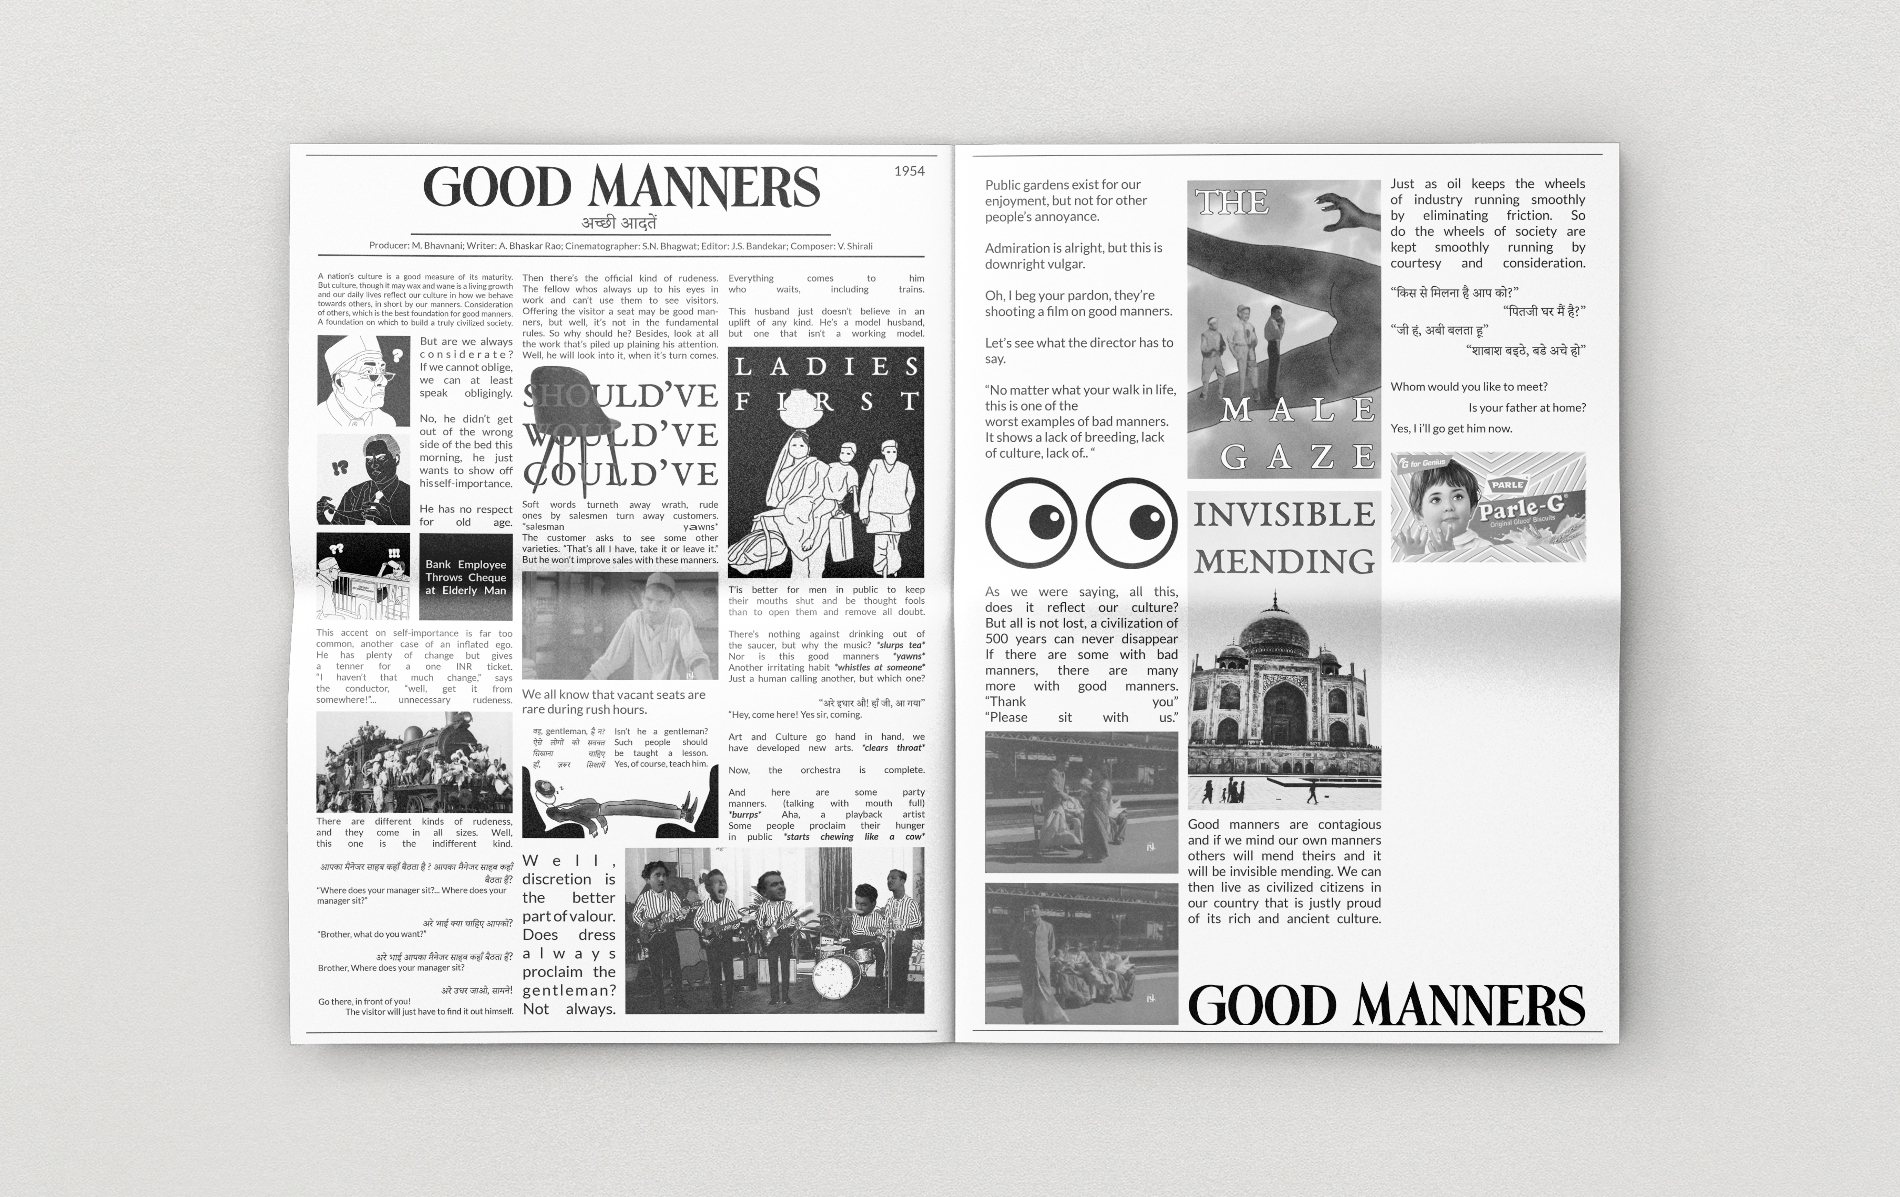 GOOD MANNERS
1954
अच्छी आदतें
Producer: M. Bhavnani; Writer: A. Bhaskar Rao; Cinematographer: S.N. Bhagwat; Editor: J.S. Bandekar; Composer: V. Shirali
A nation's culture is a good measure of its maturity.
But culture, though it may wax and wane is a living growth
and our daily lives reflect our culture in how we behave
towards others, in short by our manners. Consideration
of others, which is the best foundation for good manners.
A foundation on which to build a truly civilized society.
But are we always
considerate?
If we cannot oblige,
we can at least
speak obligingly.
No, he didn't get
out of the wrong
side of the bed this
morning, he just
wants to show off
hisself-importance.
He has no respect
for old age.
Bank Employee
Throws Cheque
at Elderly Man
This accent on self-importance is far too
common, another case of an inflated ego.
He has plenty of change but gives
a tenner for a one INR ticket.
"I haven't that much change," says
the conductor, "well, get it from
somewhere!"... unnecessary rudeness.
There are different kinds of rudeness,
and they come in all sizes. Well,
this one is the indifferent kind.
आपका मैनेजर साहब कहाँ बैठता है ? आपका मैनेजर साहब कहाँ
बैठता हैं?
"Where does your manager sit?... Where does your
manager sit?"
अरे भाई क्या चाहिए आपको?
"Brother, what do you want?"
अरे भाई आपका मैनेजर साहब कहाँ बैठता है?
Brother, Where does your manager sit?
अरे उधर जाओ, सामने!
Go there, in front of you!
The visitor will just have to find it out himself.
Then there's the official kind of rudeness.
The fellow whos always up to his eyes in
work and can't use them to see visitors.
Offering the visitor a seat may be good man-
ners, but well, it's not in the fundamental
rules. So why should he? Besides, look at all
the work that's piled up plaining his attention.
Well, he will look into it, when it's turn comes.
SHOULD'VE
WOULD'VE
COULD'VE
Soft words turneth away wrath, rude
ones by salesmen turn away customers.
*salesman yawns*
The customer asks to see some other
varieties. "That's all I have, take it or leave it."
But he won't improve sales with these manners.
We all know that vacant seats are
rare during rush hours.
वह, gentleman, हैं न?
ऐसे लोगों को सबक
सिखाना चाहिए
हाँ, ज़रूर सिखायें
Isn't he a gentleman?
Such people should
be taught a lesson.
Yes, of course, teach him.
Well,
discretion is
the better
part of valour.
Does dress
always
proclaim the
gentleman?
Not always.
Everything comes to him
who waits, including trains.
This husband just doesn't believe in an
uplift of any kind. He's a model husband,
but one that isn't a working model.
LADIES
FIRST
T'is better for men in public to keep
their mouths shut and be thought fools
than to open them and remove all doubt.
There's nothing against drinking out of
the saucer, but why the music? *slurps tea*
Nor is this good manners *yawns*
Another irritating habit *whistles at someone*
Just a human calling another, but which one?
"अरे इधार औ! हाँ जी, आ गया"
"Hey, come here! Yes sir, coming.
Art and Culture go hand in hand, we
have developed new arts. *clears throat*
Now, the orchestra is complete.
And here are some party
manners. (talking with mouth full)
*burrps* Aha, a playback artist
Some people proclaim their hunger
in public *starts chewing like a cow*
Public gardens exist for our
enjoyment, but not for other
people's annoyance.
Admiration is alright, but this is
downright vulgar.
Oh, I beg your pardon, they're
shooting a film on good manners.
Let's see what the director has to
say.
"No matter what your walk in life,
this is one of the
worst examples of bad manners.
It shows a lack of breeding, lack
of culture, lack of.. "
As we were saying, all this,
does it reflect our culture?
But all is not lost, a civilization of
500 years can never disappear
If there are some with bad
manners, there are many
more with good manners.
"Thank you"
"Please sit with us."
THE
MALE
GAZE
INVISIBLE
MENDING
Good manners are contagious
and if we mind our own manners
others will mend theirs and it
will be invisible mending. We can
then live as civilized citizens in
our country that is justly proud
of its rich and ancient culture.
Just as oil keeps the wheels
of industry running smoothly
by eliminating friction. So
do the wheels of society are
kept smoothly running by
courtesy and consideration.
"किस से मिलना है आप को?"
"पितजी घर मैं है?"
"जी हं, अबी बलता हू"
"शाबाश बइठे, बडे अचे हो"
Whom would you like to meet?
Is your father at home?
Yes, I i'll go get him now.
"G" for Genius
PARLE
Parle-G
Original Gluco Biscuits
GOOD MANNERS